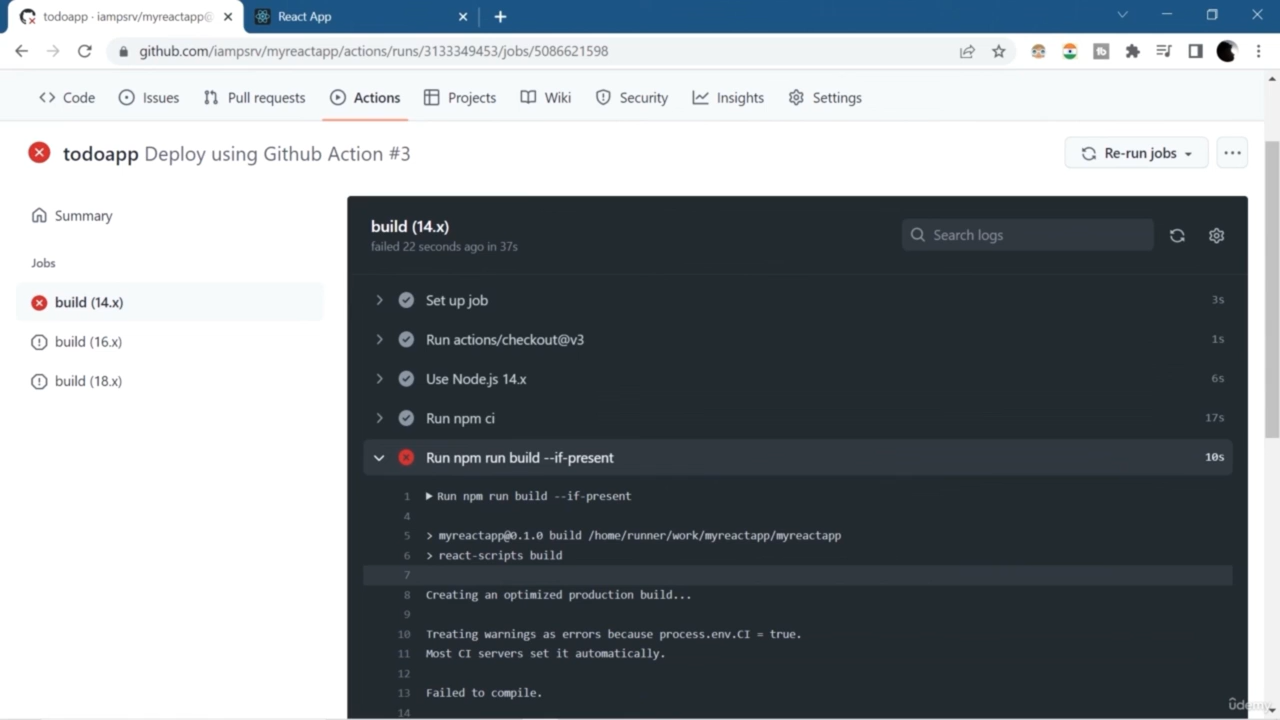 todoapp · iampsrv/myreactapp@
React App
github.com/iampsrv/myreactapp/actions/runs/3133349453/jobs/5086621598
Code
Issues
Pull requests
Actions
Projects
Wiki
Security
Insights
Settings
todoapp Deploy using Github Action #3
Re-run jobs
Summary
Jobs
build (14.x)
build (16.x)
build (18.x)
build (14.x)
failed 22 seconds ago in 37s
Search logs
Set up job 3s
Run actions/checkout@v3 1s
Use Node.js 14.x 6s
Run npm ci 17s
Run npm run build --if-present 10s
1 Run npm run build --if-present
4
5 > myreactapp@0.1.0 build /home/runner/work/myreactapp/myreactapp
6 > react-scripts build
7
8 Creating an optimized production build...
9
10 Treating warnings as errors because process.env.CI = true.
11 Most CI servers set it automatically.
12
13 Failed to compile.
14
ûdemy